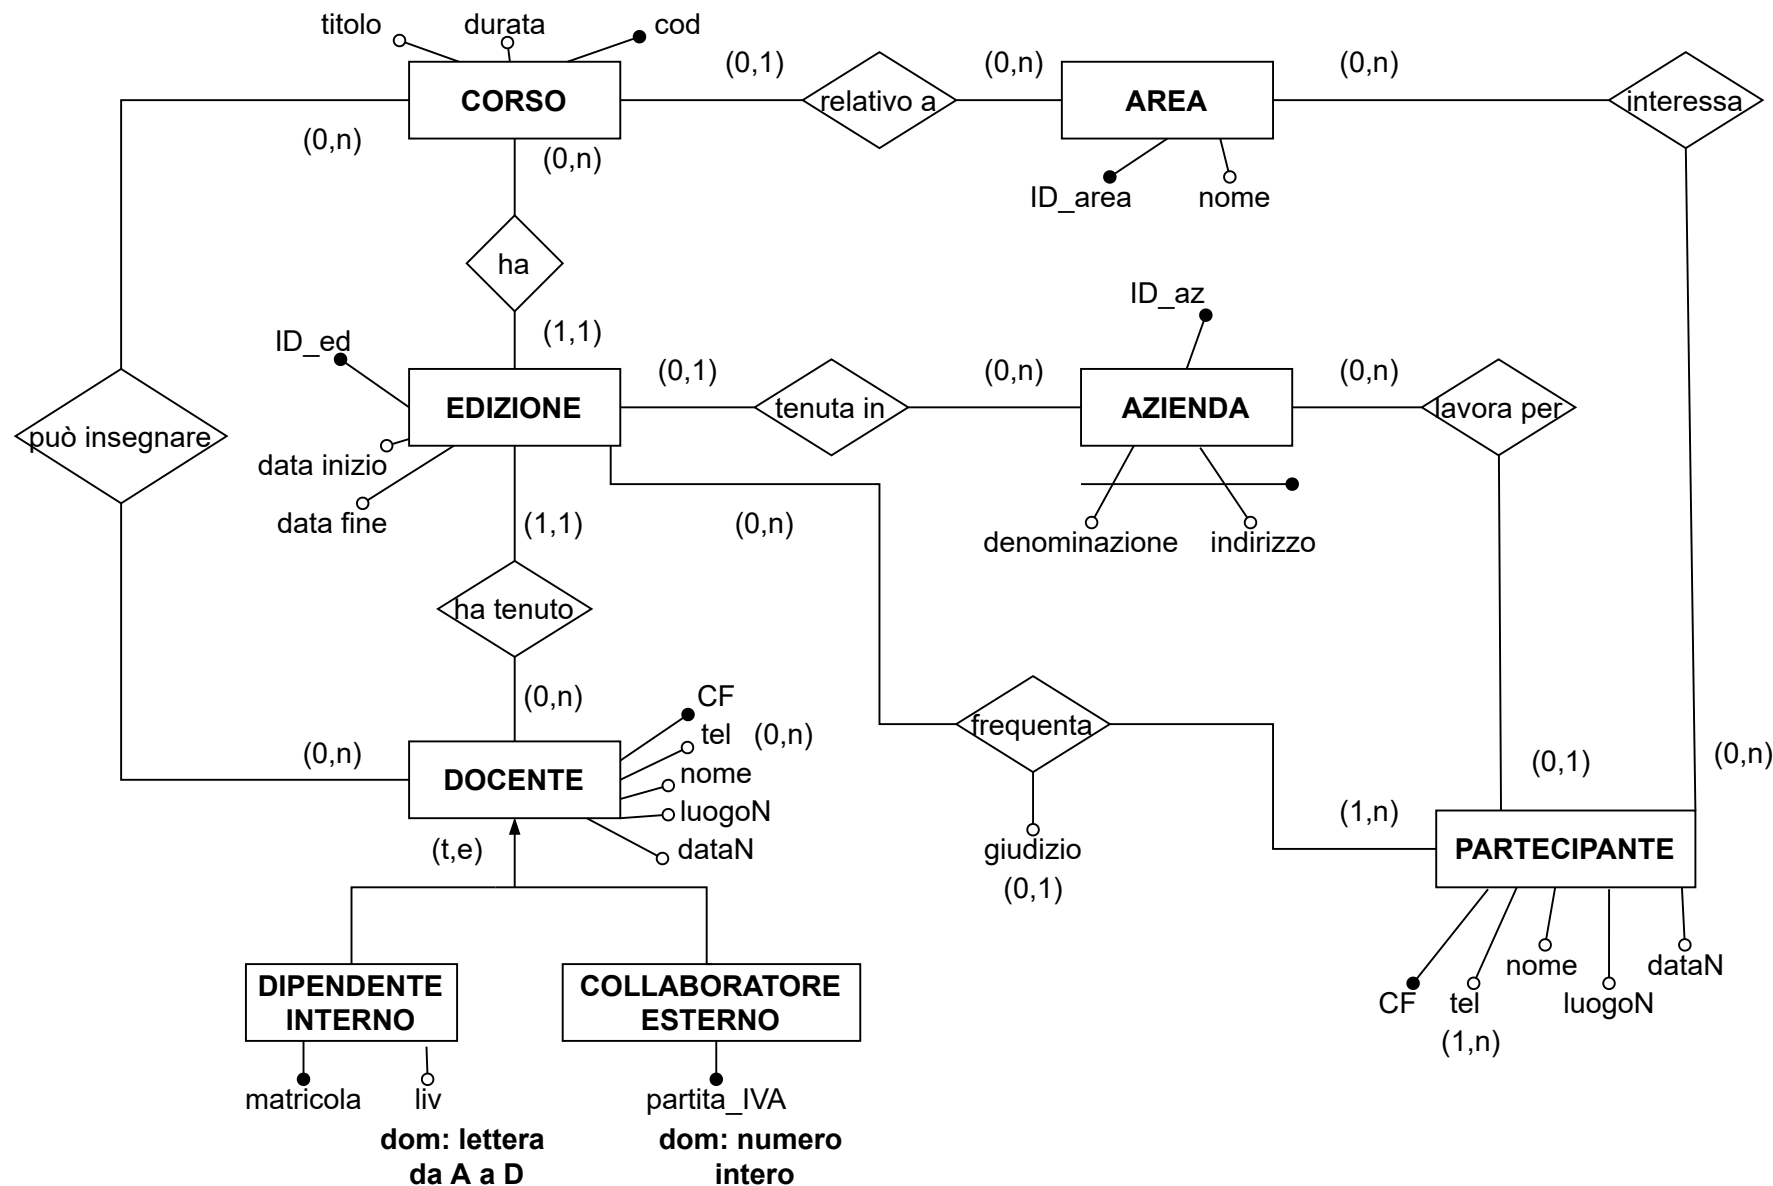 titolo durata cod
(0,1) (0,n) (0,n)
CORSO relativo a AREA interessa
(0,n) (0,n)
ID_area nome
ha
ID_az
(1,1)
ID_ed
(0,1) (0,n) (0,n)
EDIZIONE tenuta in AZIENDA lavora per
può insegnare
data inizio
data fine (1,1) (0,n)
denominazione indirizzo
ha tenuto
(0,n) CF
tel (0,n) frequenta
(0,n) (0,1) (0,n)
DOCENTE nome
luogoN (1,n)
(t,e) dataN giudizio PARTECIPANTE
(0,1)
nome dataN
DIPENDENTE COLLABORATORE CF tel luogoN
INTERNO ESTERNO (1,n)
matricola liv partita_IVA
dom: lettera dom: numero
da A a D intero